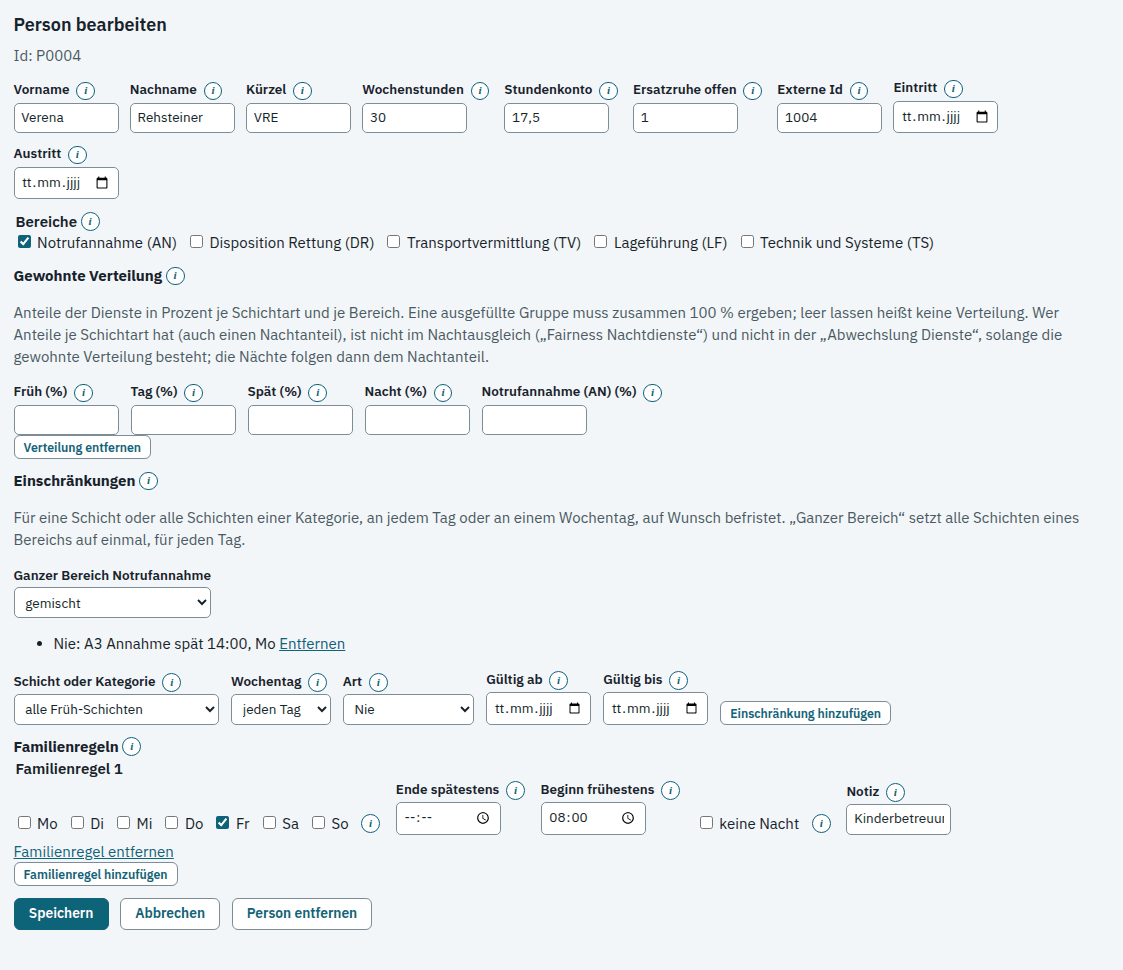 Person bearbeiten
Id: P0004
Vorname i Nachname i Kürzel i Wochenstunden i Stundenkonto i Ersatzruhe offen i Externe Id i Eintritt i
Verena Rehsteiner VRE 30 17,5 1 1004 tt.mm.jjjj
Austritt i
tt.mm.jjjj
Bereiche i
Notrufannahme (AN) Disposition Rettung (DR) Transportvermittlung (TV) Lageführung (LF) Technik und Systeme (TS)
Gewohnte Verteilung i
Anteile der Dienste in Prozent je Schichtart und je Bereich. Eine ausgefüllte Gruppe muss zusammen 100 % ergeben; leer lassen heißt keine Verteilung. Wer
Anteile je Schichtart hat (auch einen Nachtanteil), ist nicht im Nachtausgleich („Fairness Nachtdienste“) und nicht in der „Abwechslung Dienste“, solange die
gewohnte Verteilung besteht; die Nächte folgen dann dem Nachtanteil.
Früh (%) i Tag (%) i Spät (%) i Nacht (%) i Notrufannahme (AN) (%) i
Verteilung entfernen
Einschränkungen i
Für eine Schicht oder alle Schichten einer Kategorie, an jedem Tag oder an einem Wochentag, auf Wunsch befristet. „Ganzer Bereich“ setzt alle Schichten eines
Bereichs auf einmal, für jeden Tag.
Ganzer Bereich Notrufannahme
gemischt
• Nie: A3 Annahme spät 14:00, Mo Entfernen
Schicht oder Kategorie i Wochentag i Art i Gültig ab i Gültig bis i
alle Früh-Schichten jeden Tag Nie tt.mm.jjjj tt.mm.jjjj Einschränkung hinzufügen
Familienregeln i
Familienregel 1
Ende spätestens i Beginn frühestens i Notiz i
Mo Di Mi Do Fr Sa So i --:-- 08:00 keine Nacht i Kinderbetreuu
Familienregel entfernen
Familienregel hinzufügen
Speichern Abbrechen Person entfernen